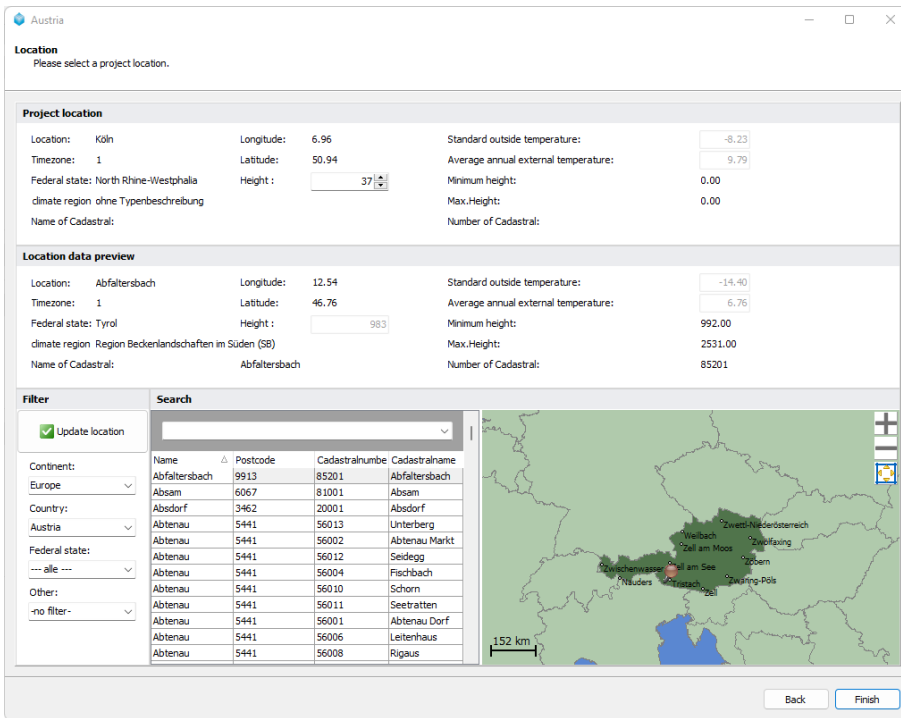 Austria
Location
Please select a project location.
Project location
Location: Köln Longitude: 6.96 Standard outside temperature: -8.23
Timezone: 1 Latitude: 50.94 Average annual external temperature: 9.79
Federal state: North Rhine-Westphalia Height : 37 Minimum height: 0.00
climate region ohne Typenbeschreibung Max.Height: 0.00
Name of Cadastral: Number of Cadastral:
Location data preview
Location: Abfaltersbach Longitude: 12.54 Standard outside temperature: -14.40
Timezone: 1 Latitude: 46.76 Average annual external temperature: 6.76
Federal state: Tyrol Height : 983 Minimum height: 992.00
climate region Region Beckenlandschaften im Süden (SB) Max.Height: 2531.00
Name of Cadastral: Abfaltersbach Number of Cadastral: 85201
Filter
Update location
Continent:
Europe
Country:
Austria
Federal state:
--- alle ---
Other:
-no filter-
Search
Name Postcode Cadastralnumbe Cadastralname
Abfaltersbach 9913 85201 Abfaltersbach
Absam 6067 81001 Absam
Absdorf 3462 20001 Absdorf
Abtenau 5441 56013 Unterberg
Abtenau 5441 56002 Abtenau Markt
Abtenau 5441 56012 Seidegg
Abtenau 5441 56004 Fischbach
Abtenau 5441 56010 Schorn
Abtenau 5441 56011 Seetratten
Abtenau 5441 56001 Abtenau Dorf
Abtenau 5441 56006 Leitenhaus
Abtenau 5441 56008 Rigaus
Zwettl-Niederösterreich
Weilbach
Zwölfaxing
Zell am Moos
Zöbern
Zwischenwasser
Zell am See
Nauders
Tristach
Zwaring-Pöls
Zell
152 km
Back
Finish